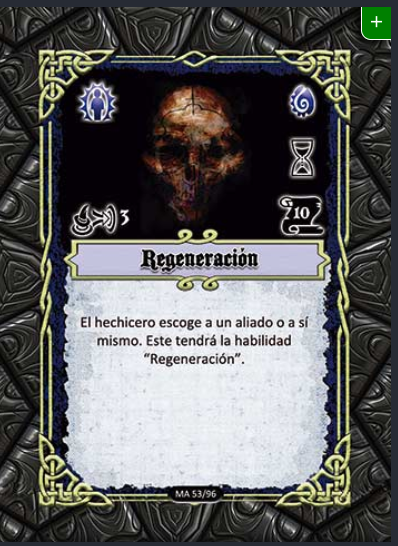 +
3
10
Regeneración
El hechicero escoge a un aliado o a sí
mismo. Este tendrá la habilidad
“Regeneración”.
MA 53/96